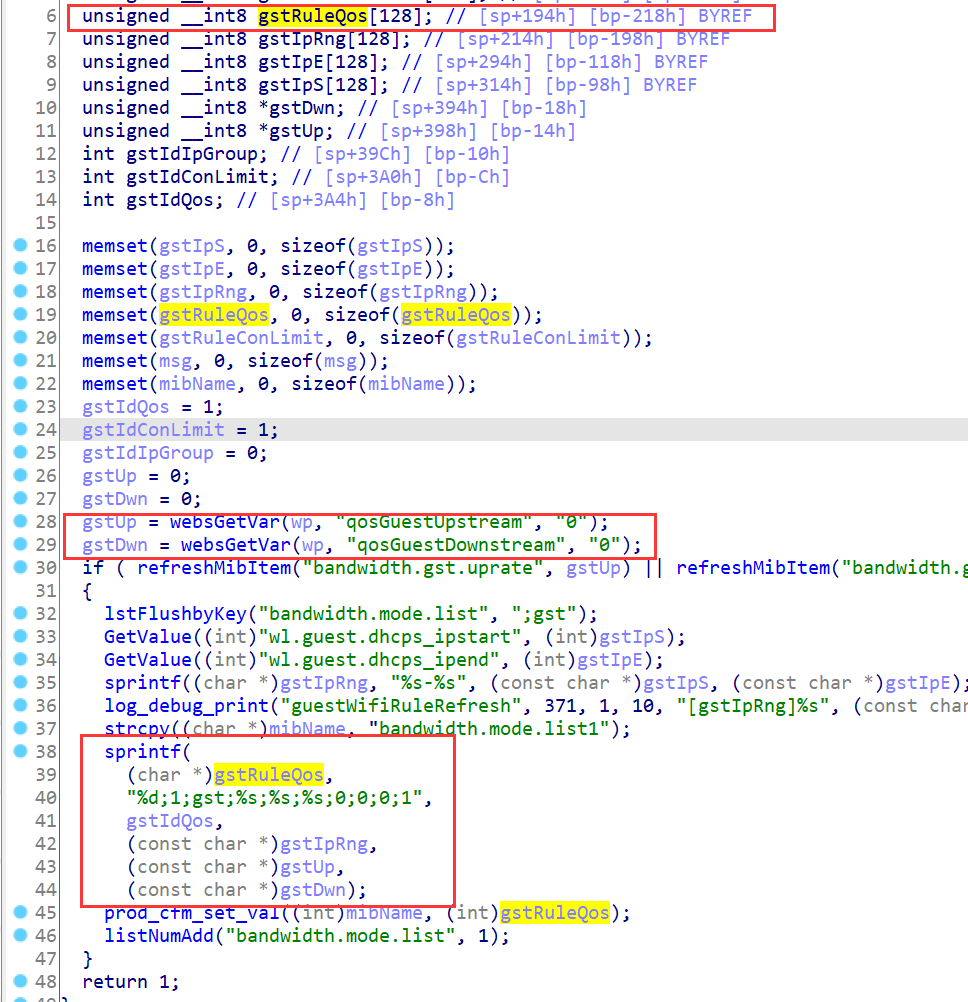 6 unsigned __int8 gstRuleQos[128]; // [sp+194h] [bp-218h] BYREF
7 unsigned __int8 gstIpRng[128]; // [sp+214h] [bp-198h] BYREF
8 unsigned __int8 gstIpE[128]; // [sp+294h] [bp-118h] BYREF
9 unsigned __int8 gstIpS[128]; // [sp+314h] [bp-98h] BYREF
10 unsigned __int8 *gstDwn; // [sp+394h] [bp-18h]
11 unsigned __int8 *gstUp; // [sp+398h] [bp-14h]
12 int gstIdIpGroup; // [sp+39Ch] [bp-10h]
13 int gstIdConLimit; // [sp+3A0h] [bp-Ch]
14 int gstIdQos; // [sp+3A4h] [bp-8h]
15
16 memset(gstIpS, 0, sizeof(gstIpS));
17 memset(gstIpE, 0, sizeof(gstIpE));
18 memset(gstIpRng, 0, sizeof(gstIpRng));
19 memset(gstRuleQos, 0, sizeof(gstRuleQos));
20 memset(gstRuleConLimit, 0, sizeof(gstRuleConLimit));
21 memset(msg, 0, sizeof(msg));
22 memset(mibName, 0, sizeof(mibName));
23 gstIdQos = 1;
24 gstIdConLimit = 1;
25 gstIdIpGroup = 0;
26 gstUp = 0;
27 gstDwn = 0;
28 gstUp = websGetVar(wp, "qosGuestUpstream", "0");
29 gstDwn = websGetVar(wp, "qosGuestDownstream", "0");
30 if ( refreshMibItem("bandwidth.gst.uprate", gstUp) || refreshMibItem("bandwidth.g
31 {
32 lstFlushbyKey("bandwidth.mode.list", ";gst");
33 GetValue((int)"wl.guest.dhcps_ipstart", (int)gstIpS);
34 GetValue((int)"wl.guest.dhcps_ipend", (int)gstIpE);
35 sprintf((char *)gstIpRng, "%s-%s", (const char *)gstIpS, (const char *)gstIpE);
36 log_debug_print("guestWifiRuleRefresh", 371, 1, 10, "[gstIpRng]%s", (const char
37 strcpy((char *)mibName, "bandwidth.mode.list1");
38 sprintf(
39 (char *)gstRuleQos,
40 "%d;1;gst;%s;%s;%s;0;0;0;1",
41 gstIdQos,
42 (const char *)gstIpRng,
43 (const char *)gstUp,
44 (const char *)gstDwn);
45 prod_cfm_set_val((int)mibName, (int)gstRuleQos);
46 listNumAdd("bandwidth.mode.list", 1);
47 }
48 return 1;